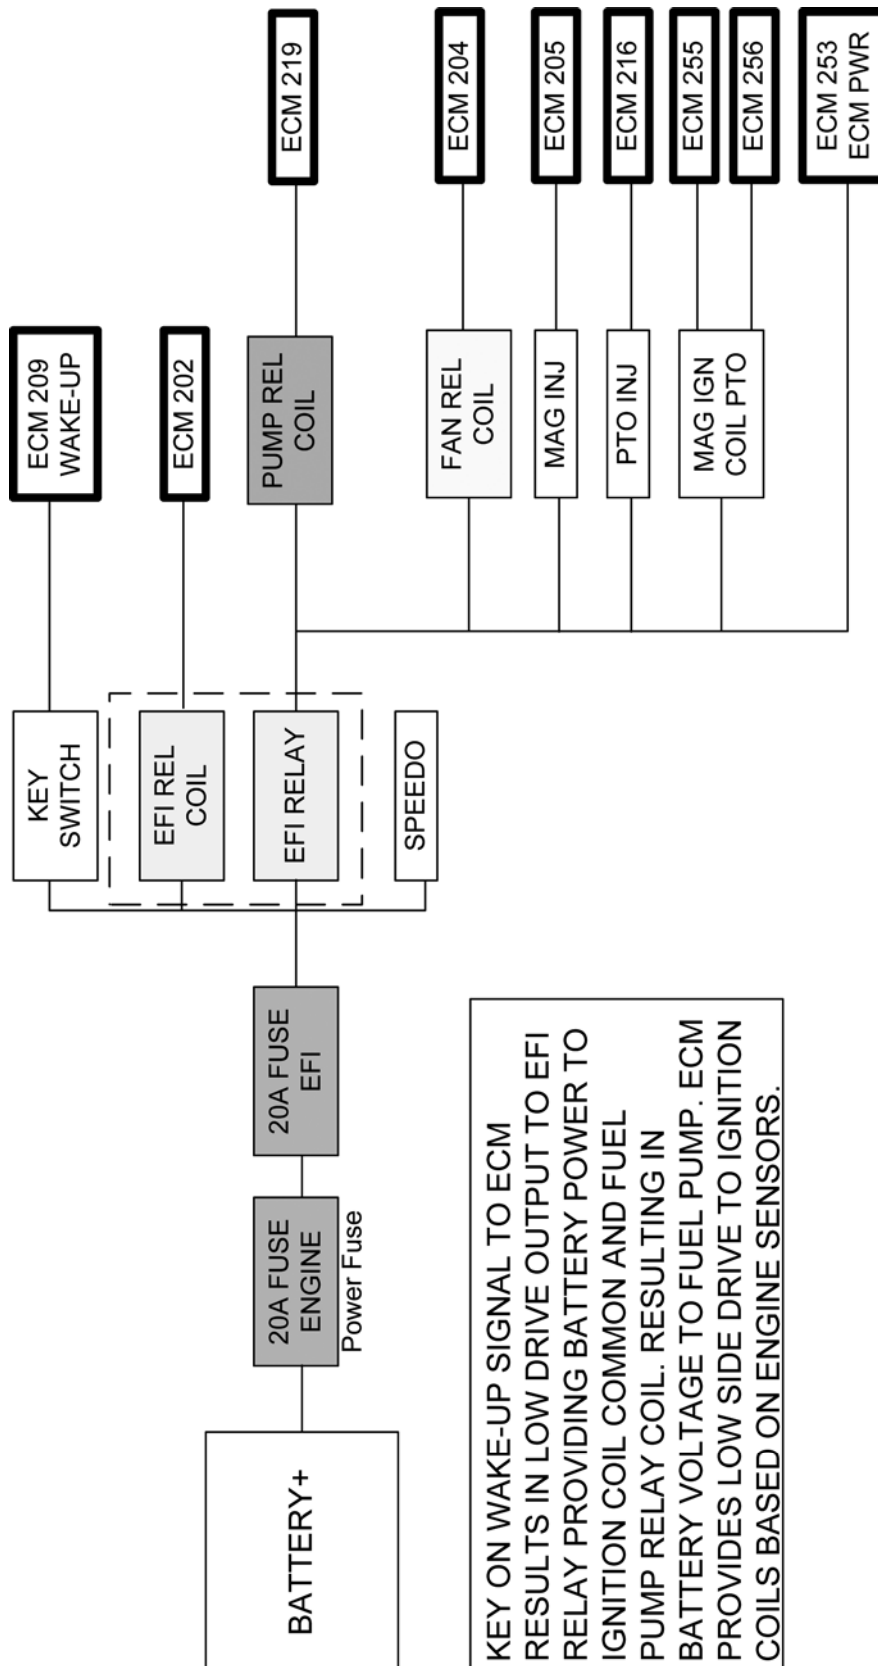 BATTERY+
20A FUSE
ENGINE
Power Fuse
20A FUSE
EFI
KEY
SWITCH
EFI REL
COIL
EFI RELAY
SPEEDO
ECM 209
WAKE-UP
ECM 202
PUMP REL
COIL
FAN REL
COIL
MAG INJ
PTO INJ
MAG IGN
COIL PTO
ECM 219
ECM 204
ECM 205
ECM 216
ECM 255
ECM 256
ECM 253
ECM PWR
KEY ON WAKE-UP SIGNAL TO ECM
RESULTS IN LOW DRIVE OUTPUT TO EFI
RELAY PROVIDING BATTERY POWER TO
IGNITION COIL COMMON AND FUEL
PUMP RELAY COIL. RESULTING IN
BATTERY VOLTAGE TO FUEL PUMP. ECM
PROVIDES LOW SIDE DRIVE TO IGNITION
COILS BASED ON ENGINE SENSORS.